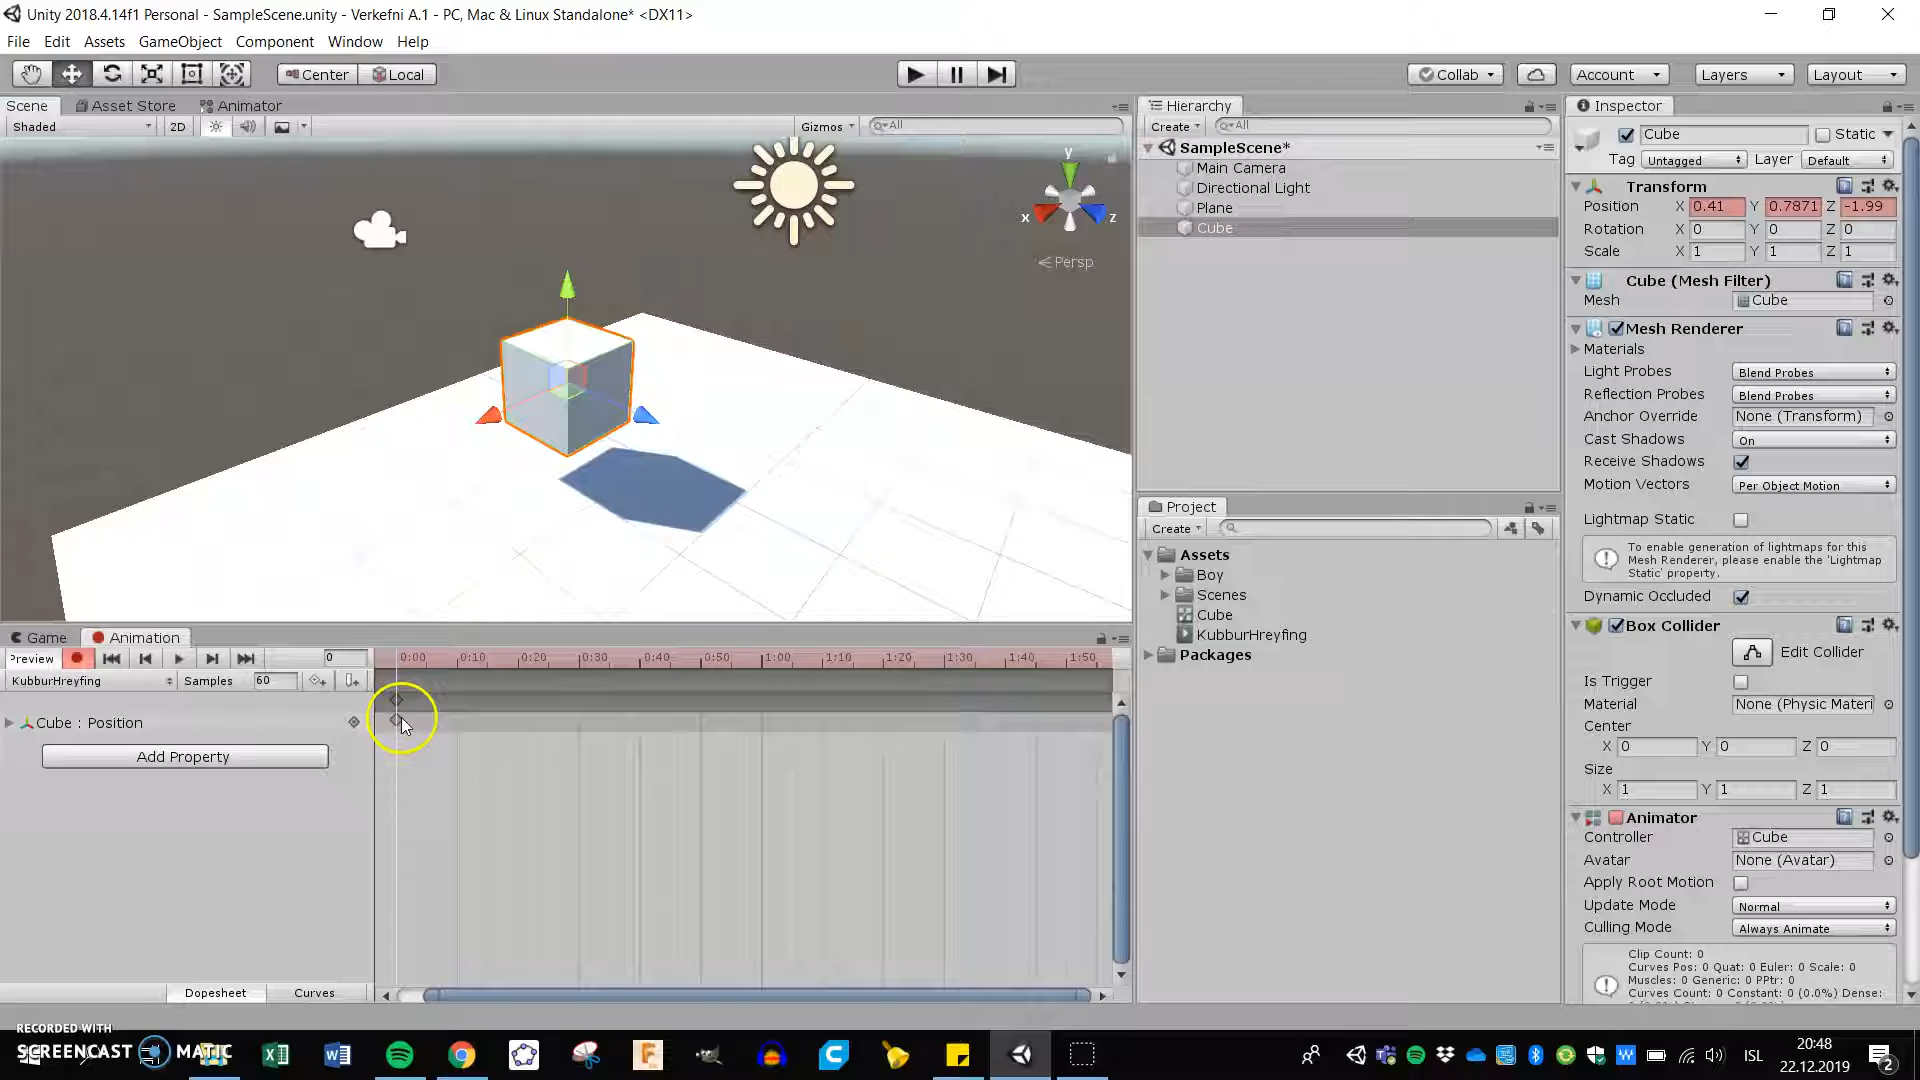 Unity 2018.4.14f1 Personal - SampleScene.unity - Verkefni A.1 - PC, Mac & Linux Standalone* <DX11>
File Edit Assets GameObject Component Window Help
Center Local Collab Account Layers Layout
Scene Asset Store Animator
Shaded 2D Gizmos All
y
x z
Persp
Hierarchy
Create All
SampleScene*
Main Camera
Directional Light
Plane
Cube
Project
Create
Assets
Boy
Scenes
Cube
KubburHreyfing
Packages
Inspector
Cube Static
Tag Untagged Layer Default
Transform
Position X 0.41 Y 0.7871 Z -1.99
Rotation X 0 Y 0 Z 0
Scale X 1 Y 1 Z 1
Cube (Mesh Filter)
Mesh Cube
Mesh Renderer
Materials
Light Probes Blend Probes
Reflection Probes Blend Probes
Anchor Override None (Transform)
Cast Shadows On
Receive Shadows
Motion Vectors Per Object Motion
Lightmap Static
To enable generation of lightmaps for this
Mesh Renderer, please enable the 'Lightmap
Static' property.
Dynamic Occluded
Box Collider
Edit Collider
Is Trigger
Material None (Physic Materi
Center
X 0 Y 0 Z 0
Size
X 1 Y 1 Z 1
Animator
Controller Cube
Avatar None (Avatar)
Apply Root Motion
Update Mode Normal
Culling Mode Always Animate
Clip Count: 0
Curves Pos: 0 Quat: 0 Euler: 0 Scale: 0
Muscles: 0 Generic: 0 PPtr: 0
Curves Count: 0 Constant: 0 (0.0%) Dense:
Game Animation
Preview 0 0:00 0:10 0:20 0:30 0:40 0:50 1:00 1:10 1:20 1:30 1:40 1:50
KubburHreyfing Samples 60
Cube : Position
Add Property
Dopesheet Curves
RECORDED WITH
SCREENCAST MATIC
ISL
20:48
22.12.2019
2